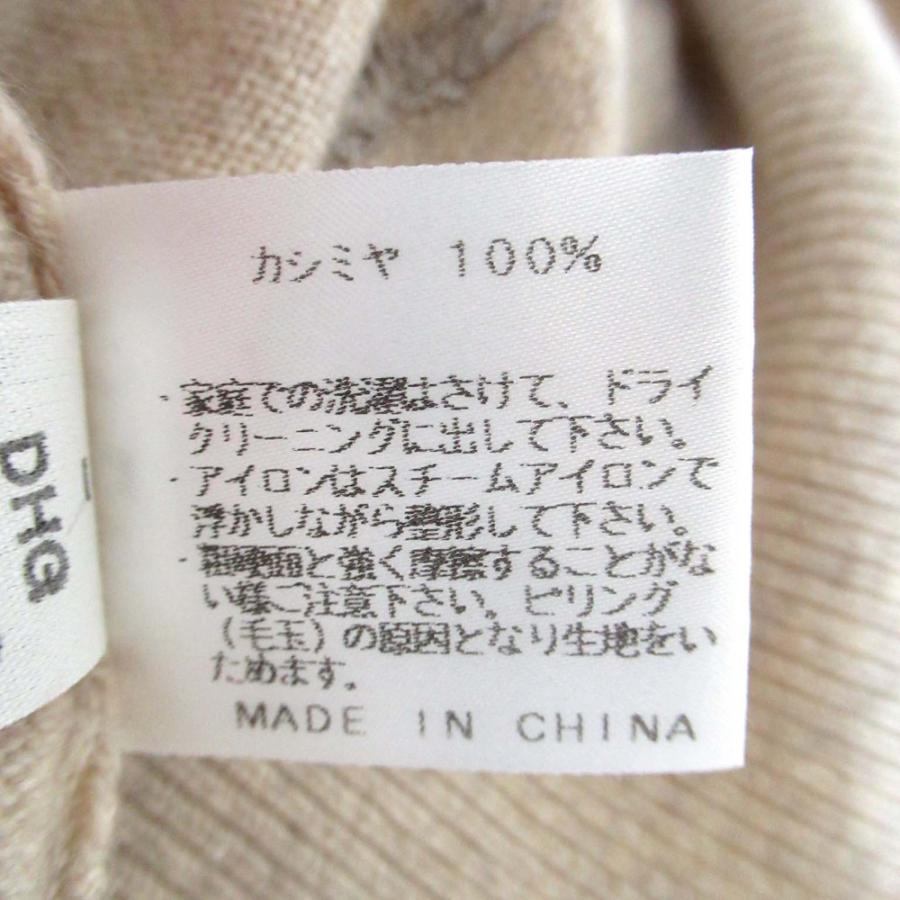 カシミヤ 100%
・家庭での洗濯はさけて、ドライ
クリーニングに出して下さい。
・アイロンはスチームアイロンで
浮かしながら整形して下さい。
・粗硬面と強く摩擦することがな
い様ご注意下さい。ピリング
（毛玉）の原因となり生地をい
ためます。
MADE IN CHINA
DHG